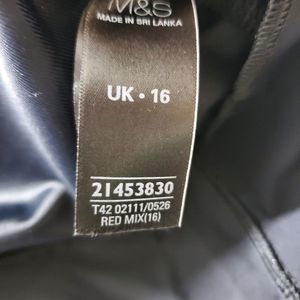 M&S
MADE IN SRI LANKA
UK • 16
21453830
T42 02111/0526
RED MIX(16)